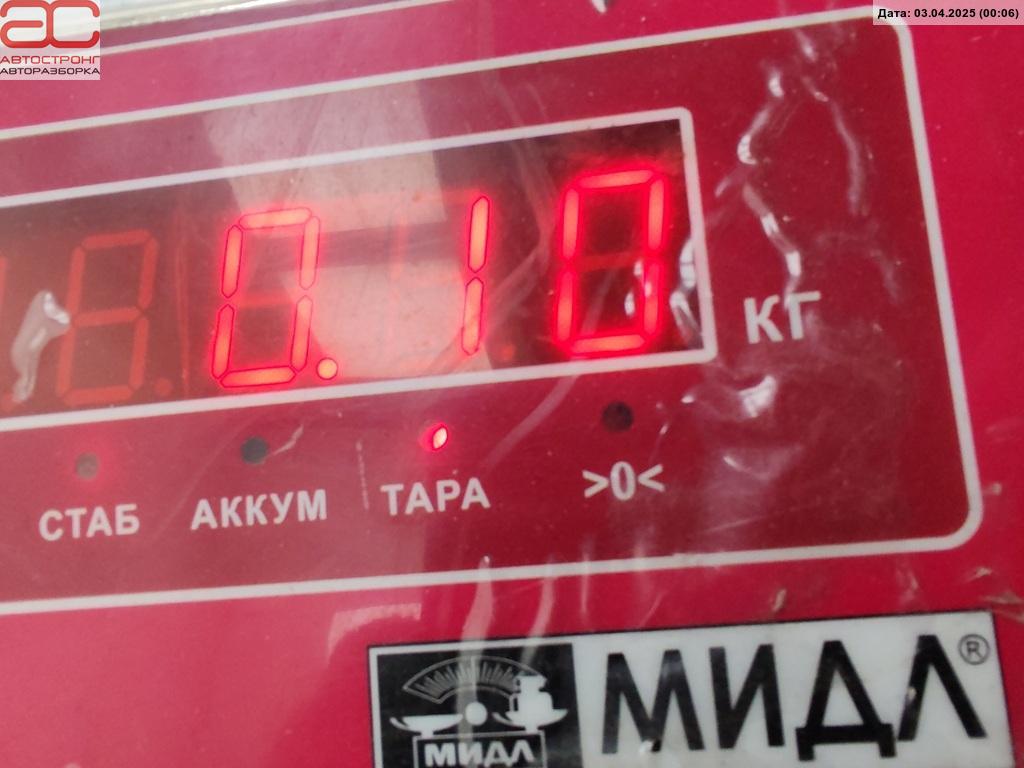 ас
АВТОСТРОНГ
АВТОРАЗБОРКА
Дата: 03.04.2025 (00:06)
0.10
КГ
СТАБ АККУМ ТАРА >0<
МИДЛ®
МИДЛ